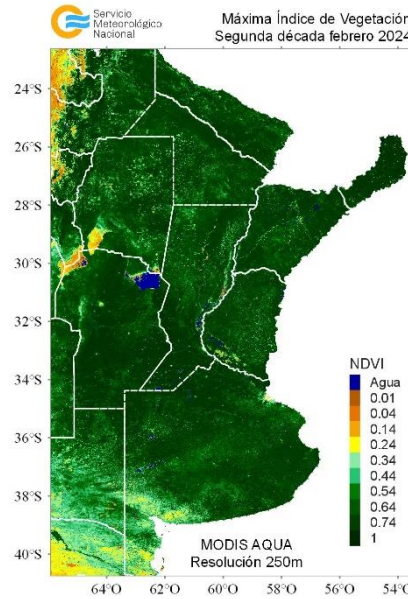 Servicio
Meteorológico
Nacional
Máxima Índice de Vegetación
Segunda década febrero 2024
24°S
26°S
28°S
30°S
32°S
34°S
36°S
38°S
40°S
NDVI
Agua
0.01
0.04
0.14
0.24
0.34
0.44
0.54
0.64
0.74
1
MODIS AQUA
Resolución 250m
64°O
62°O
60°O
58°O
56°O
54°O